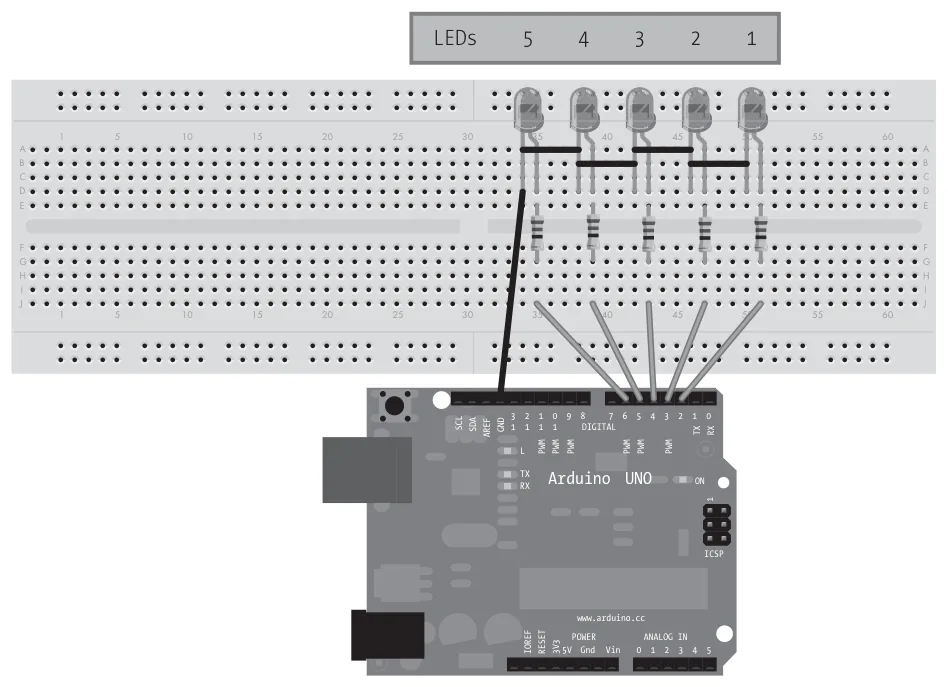 LEDs 5 4 3 2 1
1 5 10 15 20 25 30 35 40 45 50 55 60
A A
B B
C C
D D
E E
F F
G G
H H
I I
J J
1 5 10 15 20 25 30 35 40 45 50 55 60
SCL SDA AREF GND 13 12 11 10 9 8 7 6 5 4 3 2 1 0
DIGITAL
PWM PWM PWM PWM PWM PWM TX RX
L
TX
RX
Arduino UNO
ON
1
ICSP
www.arduino.cc
POWER ANALOG IN
IOREF RESET 3V3 5V Gnd Vin 0 1 2 3 4 5